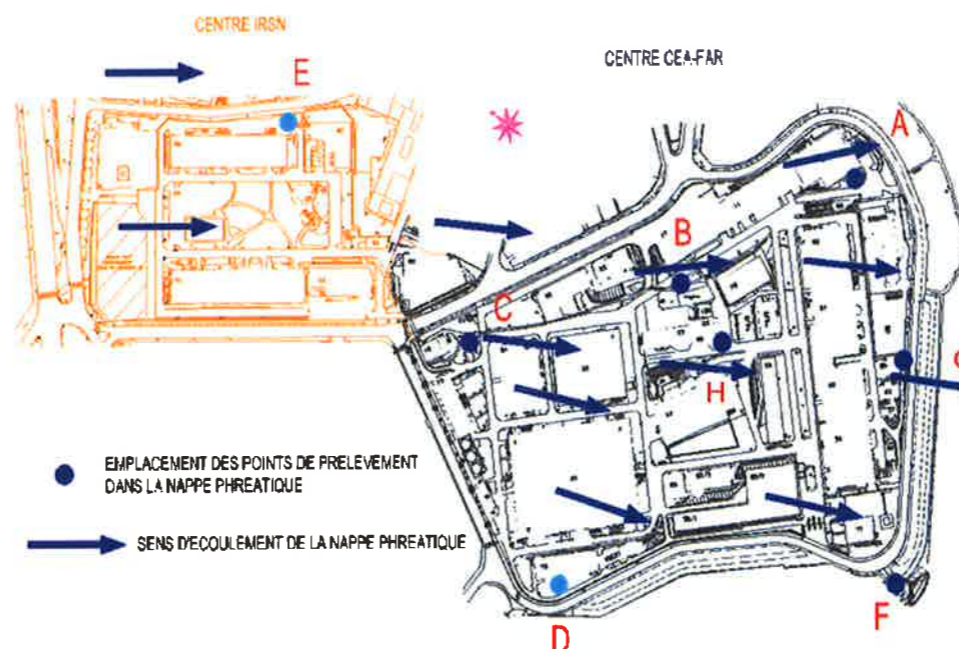 CENTRE IRSN
CENTRE CEA-FAR
E
A
B
C
H
EMPLACEMENT DES POINTS DE PRELEVEMENT
DANS LA NAPPE PHREATIQUE
SENS D'ECOULEMENT DE LA NAPPE PHREATIQUE
D
F